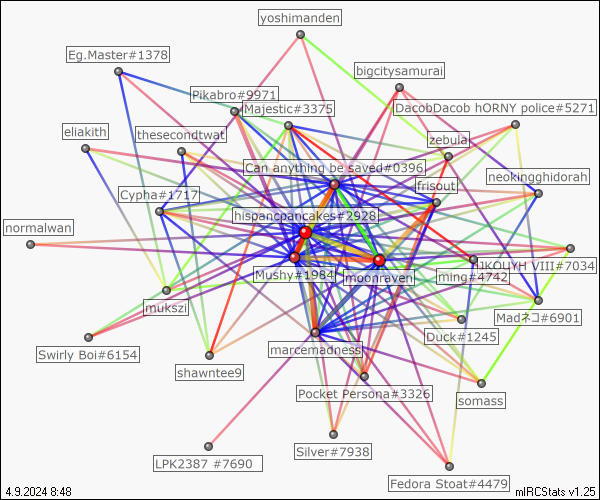 yoshimanden
Eg.Master#1378
bigcitysamurai
Pikabro#9971
Majestic#3375
DacobDacob hORNY police#5271
eliakith
thesecondtwat
zebula
Can anything be saved#0396
neokingghidorah
frisout
Cypha#1717
hispanopancakes#2928
normalwan
Mushy#1984
moonraven
ming#4742
VIII#7034
mukszi
Madネコ#6901
Duck#1245
marcemadness
Swirly Boi#6154
shawntee9
Pocket Persona#3326
somass
Silver#7938
LPK2387 #7690
Fedora Stoat#4479
4.9.2024 8:48
mIRCStats v1.25